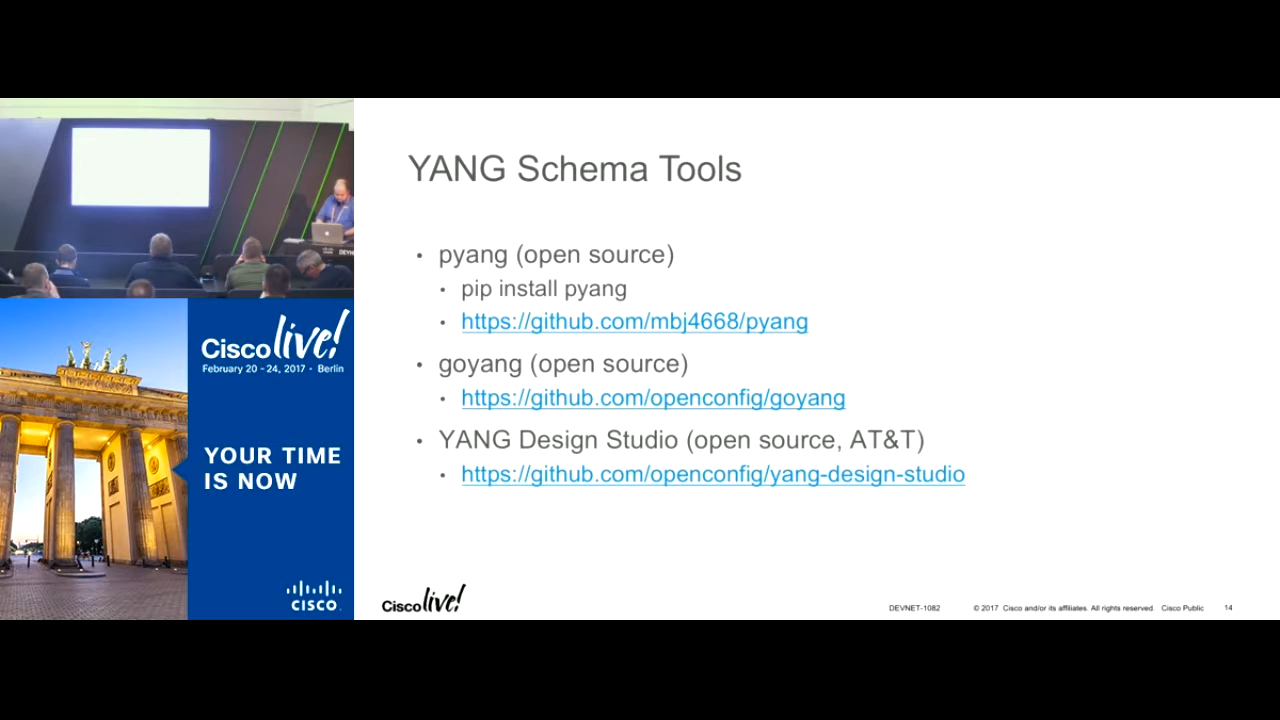 YANG Schema Tools
• pyang (open source)
• pip install pyang
• https://github.com/mbj4668/pyang
• goyang (open source)
• https://github.com/openconfig/goyang
• YANG Design Studio (open source, AT&T)
• https://github.com/openconfig/yang-design-studio
Cisco live!
February 20 - 24, 2017 • Berlin
YOUR TIME
IS NOW
CISCO
Cisco live!
DEVNET-1082 © 2017 Cisco and/or its affiliates. All rights reserved. Cisco Public 14